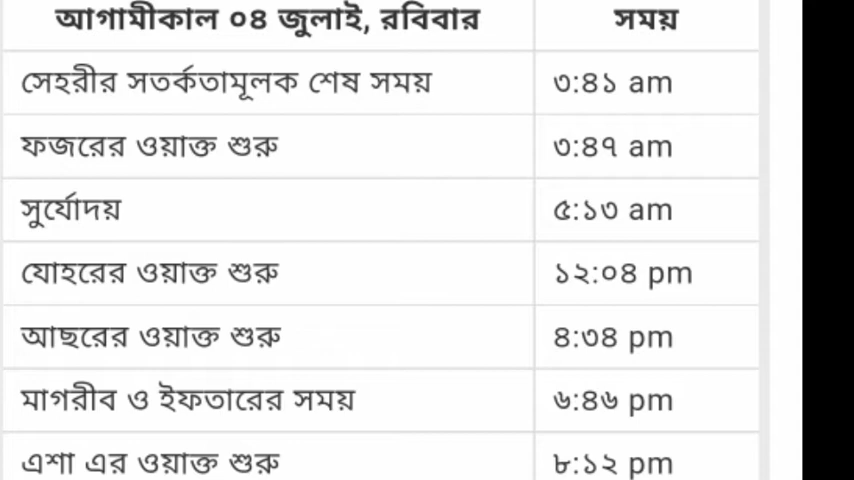 আগামীকাল ০৪ জুলাই, রবিবার সময়
সেহরীর সতর্কতামূলক শেষ সময় ৩:৪১ am
ফজরের ওয়াক্ত শুরু ৩:৪৭ am
সুর্যোদয় ৫:১৩ am
যোহরের ওয়াক্ত শুরু ১২:০৪ pm
আছরের ওয়াক্ত শুরু ৪:৩৪ pm
মাগরীব ও ইফতারের সময় ৬:৪৬ pm
এশা এর ওয়াক্ত শুরু ৮:১২ pm